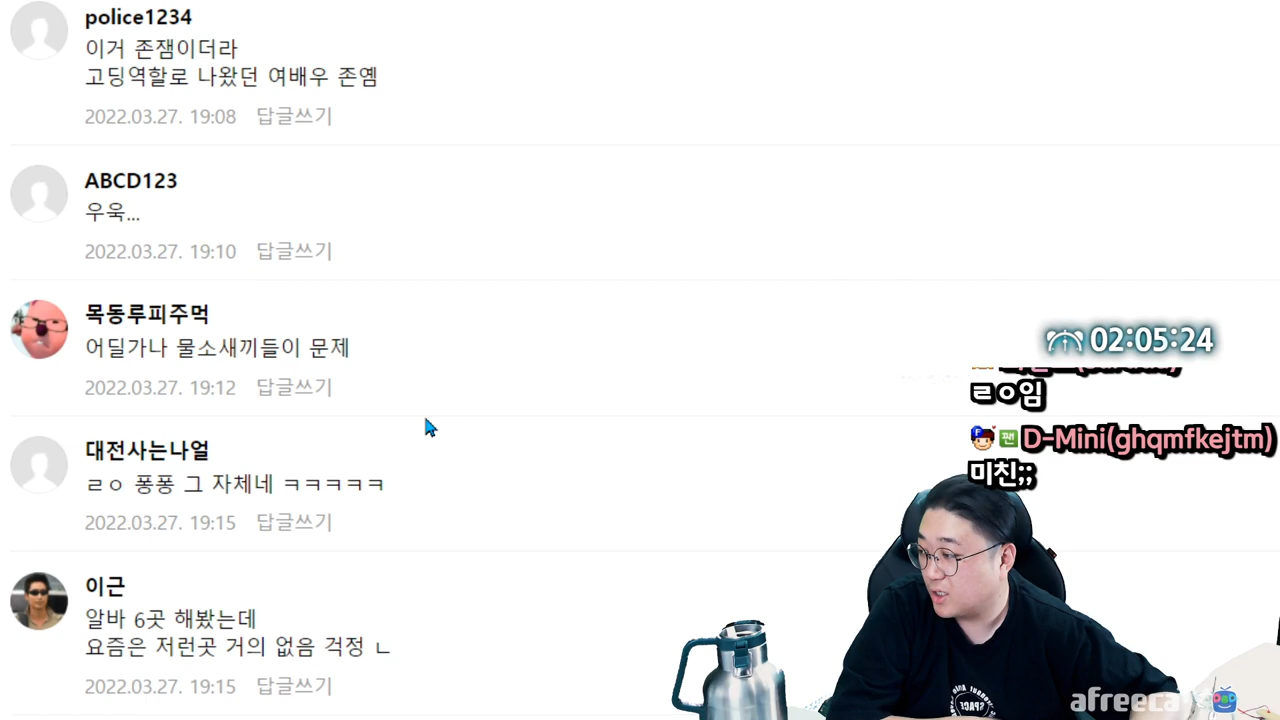 police1234
이거 존잼이더라
고딩역할로 나왔던 여배우 존옘
2022.03.27. 19:08 답글쓰기
ABCD123
우욱...
2022.03.27. 19:10 답글쓰기
목동루피주먹
어딜가나 물소새끼들이 문제
2022.03.27. 19:12 답글쓰기
대전사는나얼
ㄹㅇ 퐁퐁 그 자체네 ㅋㅋㅋㅋㅋ
2022.03.27. 19:15 답글쓰기
이근
알바 6곳 해봤는데
요즘은 저런곳 거의 없음 걱정 ㄴ
2022.03.27. 19:15 답글쓰기
02:05:24
ㄹㅇ임
F 팬 D-Mini(ghqmfkejtm)
미친;;
SPACE
afreeca